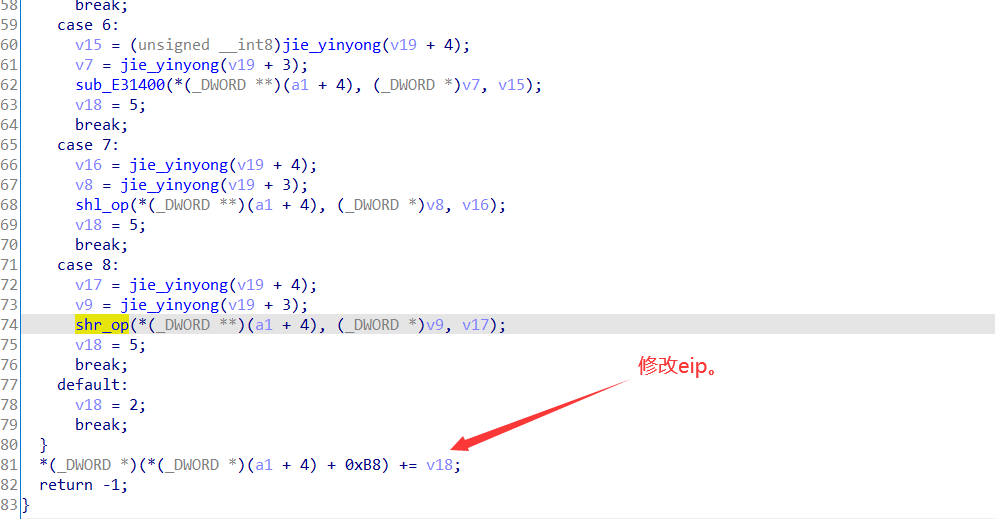 58 break;
59 case 6:
60 v15 = (unsigned __int8)jie_yinyong(v19 + 4);
61 v7 = jie_yinyong(v19 + 3);
62 sub_E31400(*(_DWORD **)(a1 + 4), (_DWORD *)v7, v15);
63 v18 = 5;
64 break;
65 case 7:
66 v16 = jie_yinyong(v19 + 4);
67 v8 = jie_yinyong(v19 + 3);
68 shl_op(*(_DWORD **)(a1 + 4), (_DWORD *)v8, v16);
69 v18 = 5;
70 break;
71 case 8:
72 v17 = jie_yinyong(v19 + 4);
73 v9 = jie_yinyong(v19 + 3);
74 shr_op(*(_DWORD **)(a1 + 4), (_DWORD *)v9, v17);
75 v18 = 5;
76 break;
修改eip。
77 default:
78 v18 = 2;
79 break;
80 }
81 *(_DWORD *)(*(_DWORD *)(a1 + 4) + 0xB8) += v18;
82 return -1;
83 }